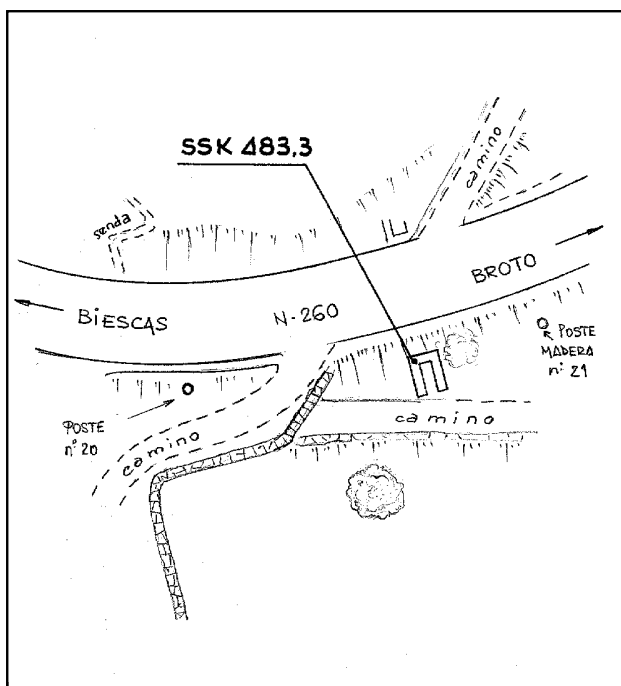 SSK 483,3
camino
senda
BROTO
BIESCAS
N-260
POSTE
MADERA
nº 21
POSTE
nº 20
camino
camino